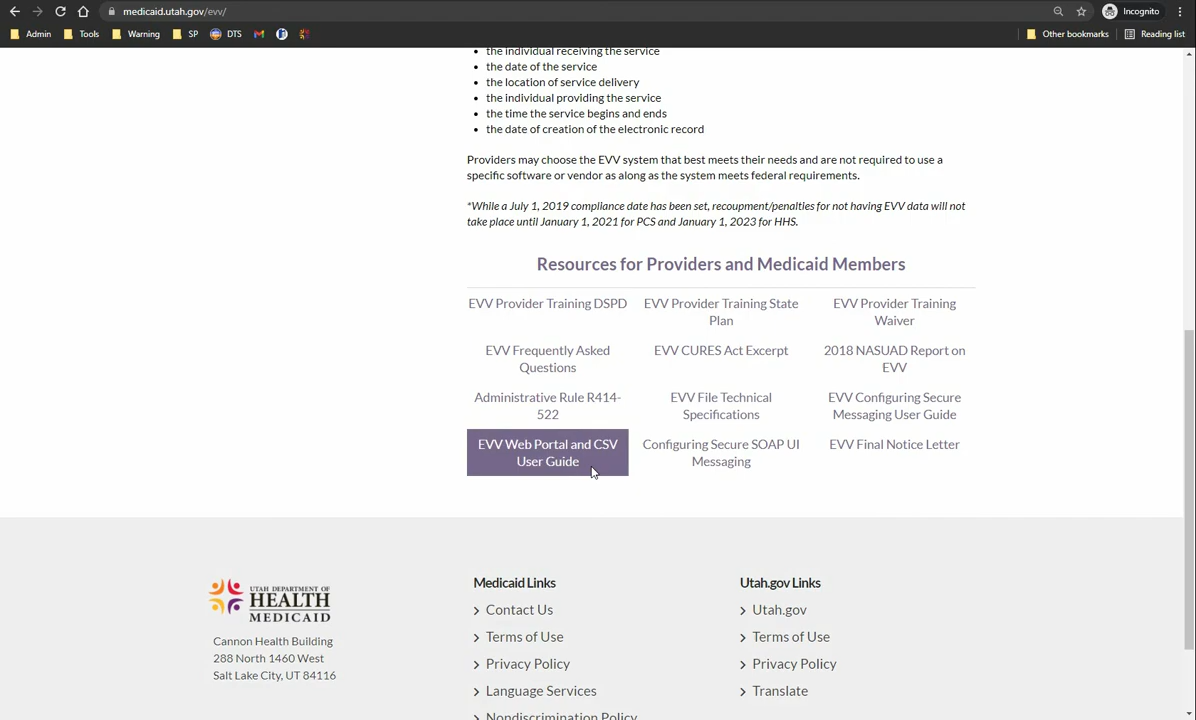 medicaid.utah.gov/evv/
Incognito
Admin
Tools
Warning
SP
DTS
Other bookmarks
Reading list
• the individual receiving the service
• the date of the service
• the location of service delivery
• the individual providing the service
• the time the service begins and ends
• the date of creation of the electronic record
Providers may choose the EVV system that best meets their needs and are not required to use a
specific software or vendor as along as the system meets federal requirements.
*While a July 1, 2019 compliance date has been set, recoupment/penalties for not having EVV data will not
take place until January 1, 2021 for PCS and January 1, 2023 for HHS.
Resources for Providers and Medicaid Members
EVV Provider Training DSPD
EVV Provider Training State
Plan
EVV Provider Training
Waiver
EVV Frequently Asked
Questions
EVV CURES Act Excerpt
2018 NASUAD Report on
EVV
Administrative Rule R414-
522
EVV File Technical
Specifications
EVV Configuring Secure
Messaging User Guide
EVV Web Portal and CSV
User Guide
Configuring Secure SOAP UI
Messaging
EVV Final Notice Letter
UTAH DEPARTMENT OF
HEALTH
MEDICAID
Cannon Health Building
288 North 1460 West
Salt Lake City, UT 84116
Medicaid Links
Contact Us
Terms of Use
Privacy Policy
Language Services
Nondiscrimination Policy
Utah.gov Links
Utah.gov
Terms of Use
Privacy Policy
Translate